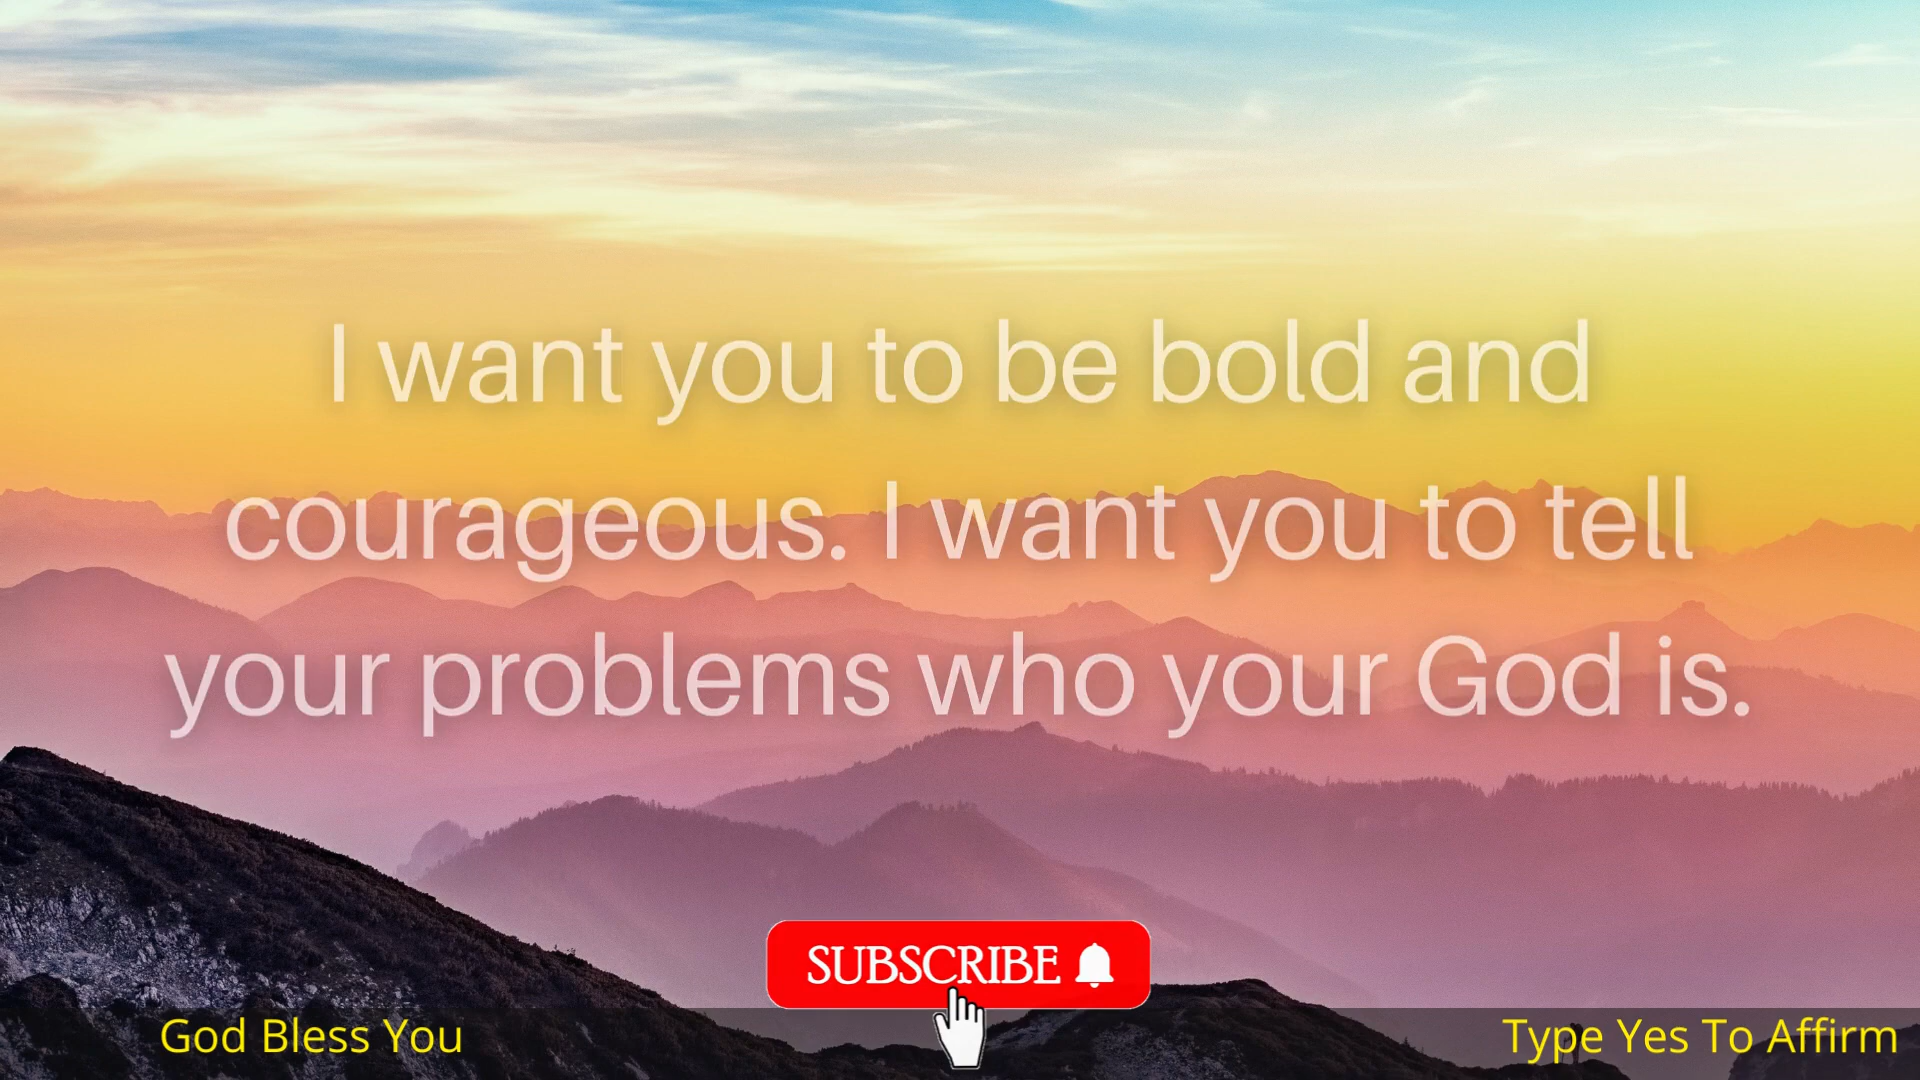 I want you to be bold and
courageous. I want you to tell
your problems who your God is.
SUBSCRIBE
God Bless You
Type Yes To Affirm